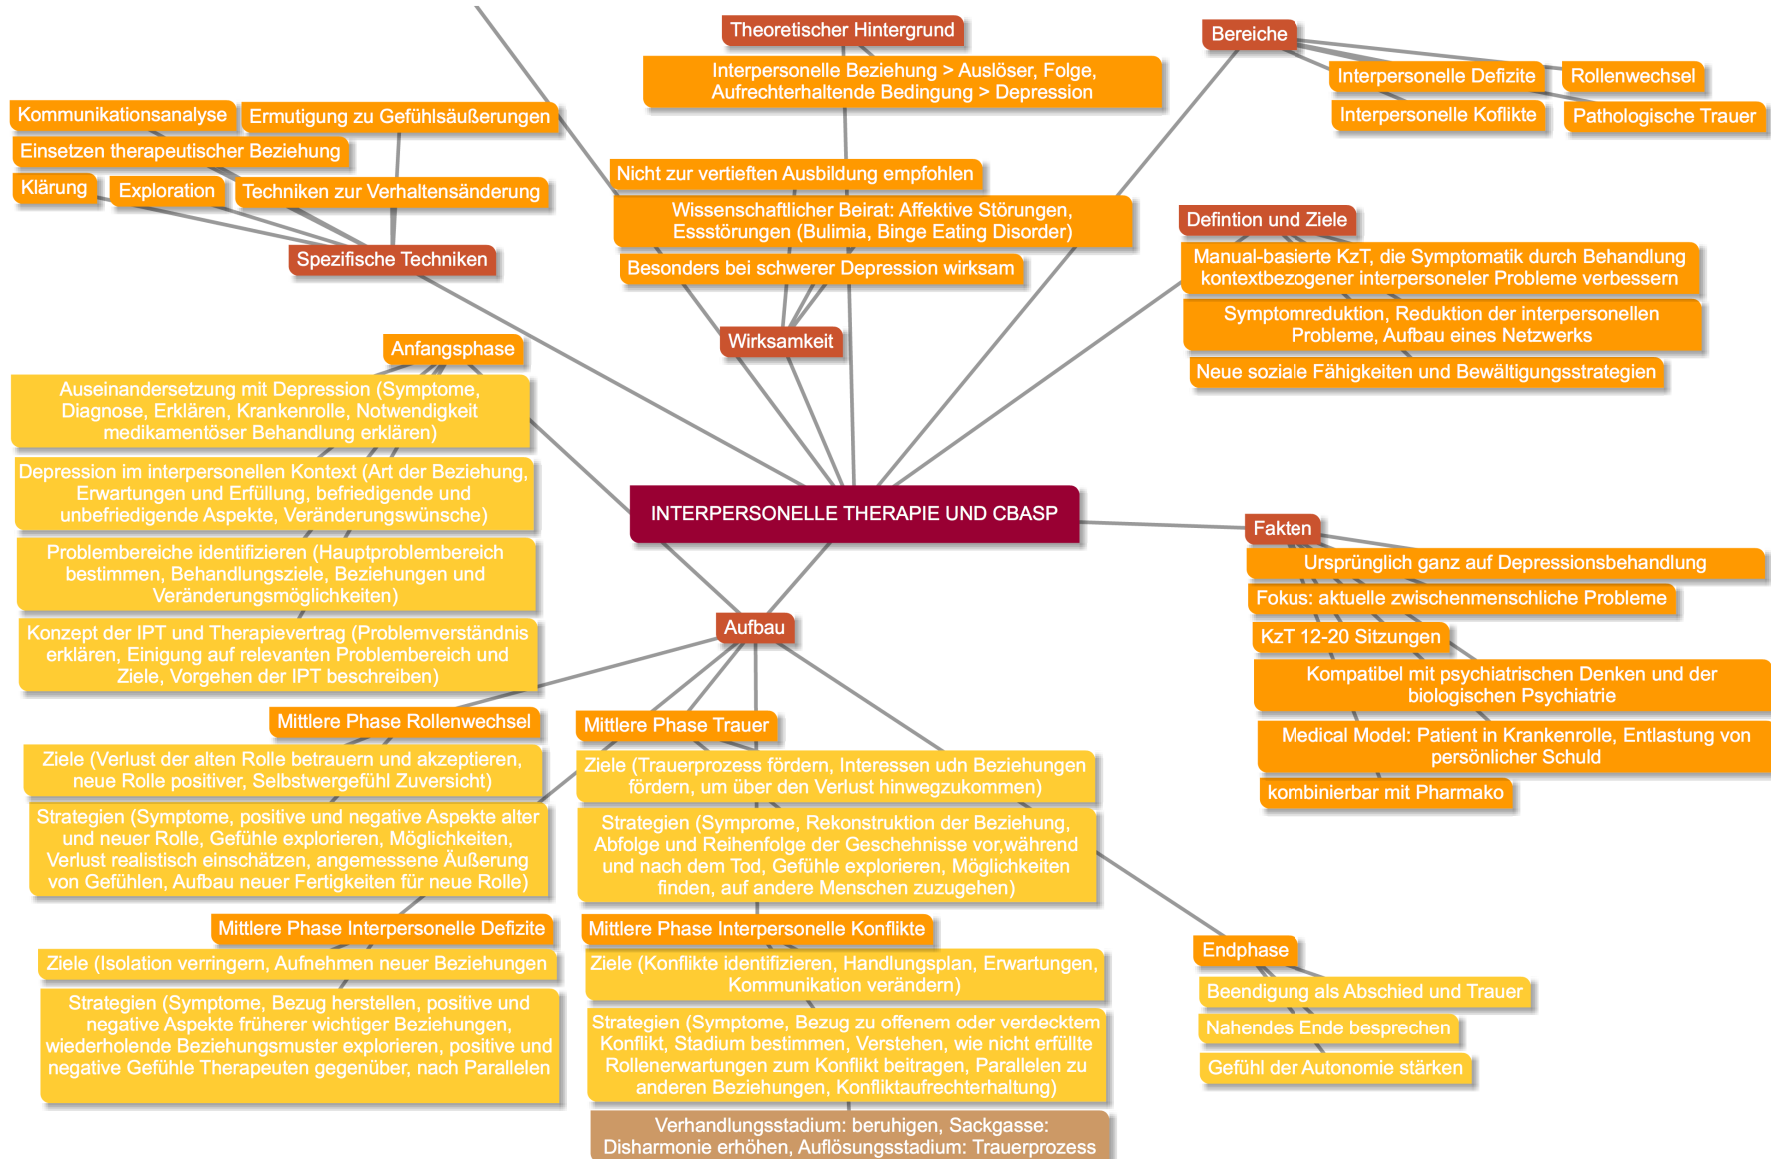 Theoretischer Hintergrund
Interpersonelle Beziehung > Auslöser, Folge,
Aufrechterhaltende Bedingung > Depression
Bereiche
Interpersonelle Defizite
Rollenwechsel
Interpersonelle Koflikte
Pathologische Trauer
Kommunikationsanalyse
Ermutigung zu Gefühlsäußerungen
Einsetzen therapeutischer Beziehung
Klärung
Exploration
Techniken zur Verhaltensänderung
Spezifische Techniken
Nicht zur vertieften Ausbildung empfohlen
Wissenschaftlicher Beirat: Affektive Störungen,
Essstörungen (Bulimia, Binge Eating Disorder)
Besonders bei schwerer Depression wirksam
Wirksamkeit
Defintion und Ziele
Manual-basierte KzT, die Symptomatik durch Behandlung
kontextbezogener interpersoneler Probleme verbessern
Symptomreduktion, Reduktion der interpersonellen
Probleme, Aufbau eines Netzwerks
Neue soziale Fähigkeiten und Bewältigungsstrategien
Anfangsphase
Auseinandersetzung mit Depression (Symptome,
Diagnose, Erklären, Krankenrolle, Notwendigkeit
medikamentöser Behandlung erklären)
Depression im interpersonellen Kontext (Art der Beziehung,
Erwartungen und Erfüllung, befriedigende und
unbefriedigende Aspekte, Veränderungswünsche)
Problembereiche identifizieren (Hauptproblembereich
bestimmen, Behandlungsziele, Beziehungen und
Veränderungsmöglichkeiten)
Konzept der IPT und Therapievertrag (Problemverständnis
erklären, Einigung auf relevanten Problembereich und
Ziele, Vorgehen der IPT beschreiben)
INTERPERSONELLE THERAPIE UND CBASP
Fakten
Ursprünglich ganz auf Depressionsbehandlung
Fokus: aktuelle zwischenmenschliche Probleme
KzT 12-20 Sitzungen
Kompatibel mit psychiatrischen Denken und der
biologischen Psychiatrie
Medical Model: Patient in Krankenrolle, Entlastung von
persönlicher Schuld
kombinierbar mit Pharmako
Aufbau
Mittlere Phase Rollenwechsel
Ziele (Verlust der alten Rolle betrauern und akzeptieren,
neue Rolle positiver, Selbstwergefühl Zuversicht)
Strategien (Symptome, positive und negative Aspekte alter
und neuer Rolle, Gefühle explorieren, Möglichkeiten,
Verlust realistisch einschätzen, angemessene Äußerung
von Gefühlen, Aufbau neuer Fertigkeiten für neue Rolle)
Mittlere Phase Trauer
Ziele (Trauerprozess fördern, Interessen udn Beziehungen
fördern, um über den Verlust hinwegzukommen)
Strategien (Symprome, Rekonstruktion der Beziehung,
Abfolge und Reihenfolge der Geschehnisse vor,während
und nach dem Tod, Gefühle explorieren, Möglichkeiten
finden, auf andere Menschen zuzugehen)
Mittlere Phase Interpersonelle Defizite
Ziele (Isolation verringern, Aufnehmen neuer Beziehungen
Strategien (Symptome, Bezug herstellen, positive und
negative Aspekte früherer wichtiger Beziehungen,
wiederholende Beziehungsmuster explorieren, positive und
negative Gefühle Therapeuten gegenüber, nach Parallelen
Mittlere Phase Interpersonelle Konflikte
Ziele (Konflikte identifizieren, Handlungsplan, Erwartungen,
Kommunikation verändern)
Strategien (Symptome, Bezug zu offenem oder verdecktem
Konflikt, Stadium bestimmen, Verstehen, wie nicht erfüllte
Rollenerwartungen zum Konflikt beitragen, Parallelen zu
anderen Beziehungen, Konfliktaufrechterhaltung)
Verhandlungsstadium: beruhigen, Sackgasse:
Disharmonie erhöhen, Auflösungsstadium: Trauerprozess
Endphase
Beendigung als Abschied und Trauer
Nahendes Ende besprechen
Gefühl der Autonomie stärken